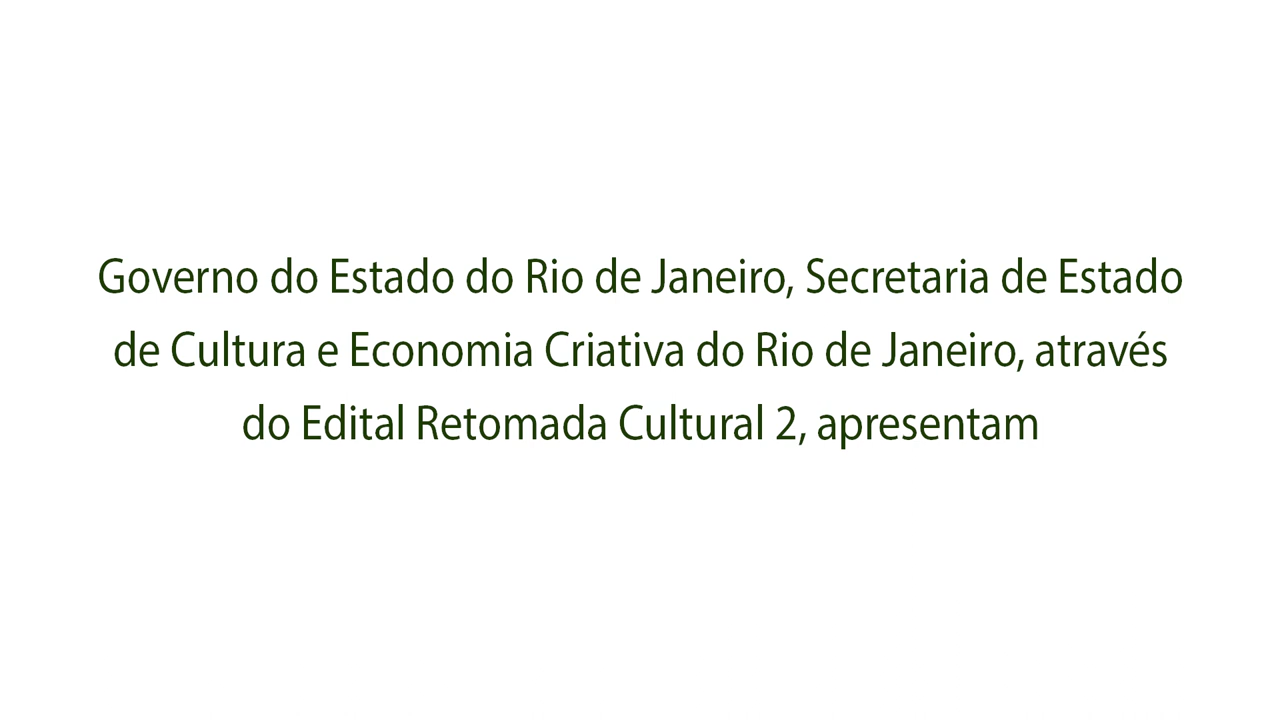 Governo do Estado do Rio de Janeiro, Secretaria de Estado
de Cultura e Economia Criativa do Rio de Janeiro, através
do Edital Retomada Cultural 2, apresentam